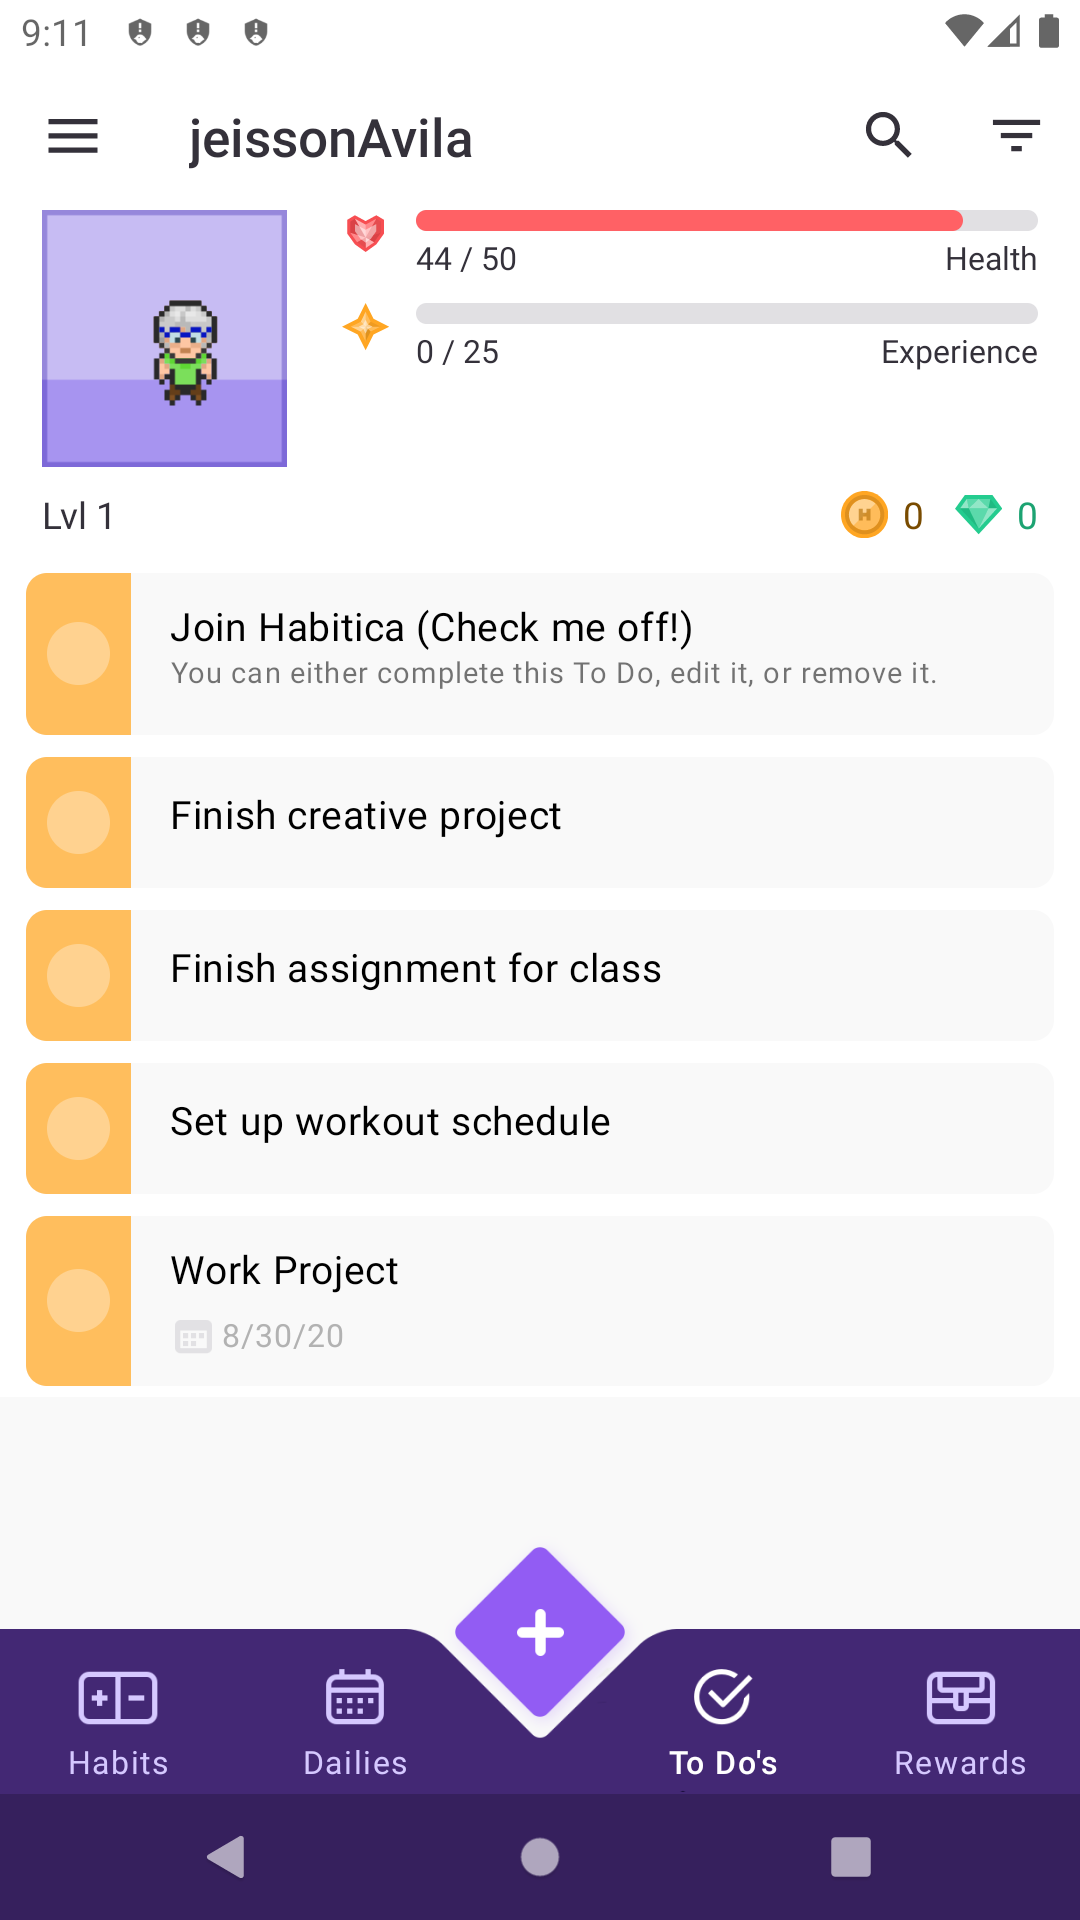 9:11
jeissonAvila
44 / 50 Health
0 / 25 Experience
Lvl 1 0 0
Join Habitica (Check me off!)
You can either complete this To Do, edit it, or remove it.
Finish creative project
Finish assignment for class
Set up workout schedule
Work Project
8/30/20
Habits Dailies To Do's Rewards